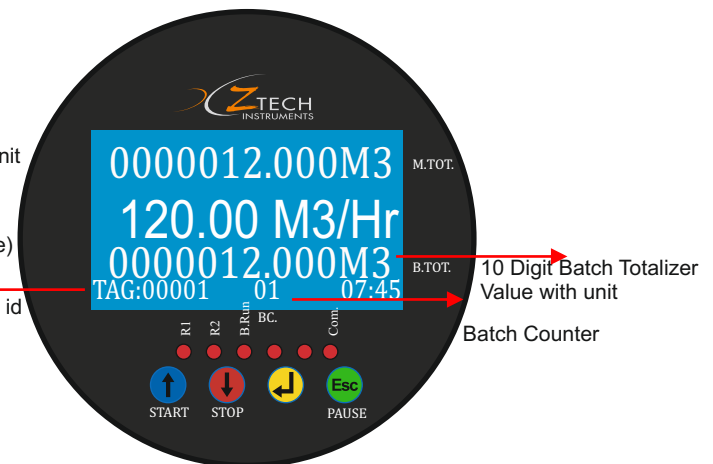 ZTECH
INSTRUMENTS
nit
0000012.000M3 M.TOT.
120.00 M3/Hr
e)
0000012.000M3 B.TOT.
10 Digit Batch Totalizer
Value with unit
TAG:00001 01 07:45
id
BC.
Batch Counter
R1 R2 B.Run Com.
Esc
START STOP PAUSE